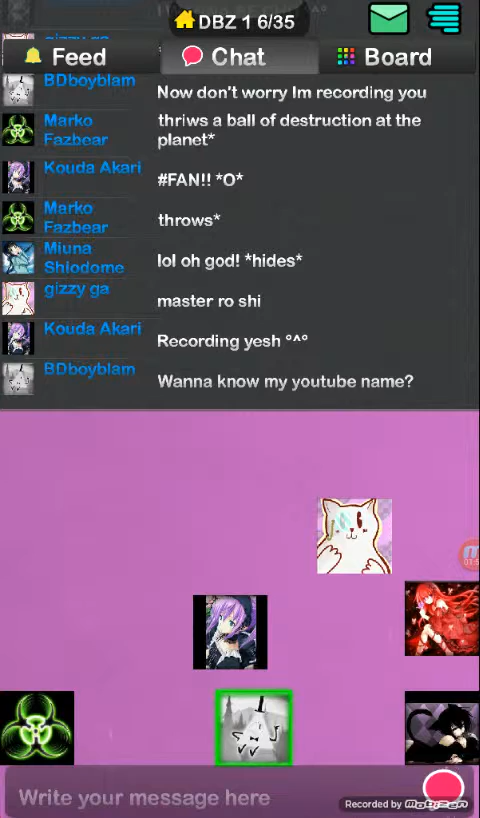 DBZ 1 6/35
Feed
Chat
Board
BDboyblam
Now don't worry Im recording you
Marko
Fazbear
thriws a ball of destruction at the
planet*
Kouda Akari
#FAN!! *O*
Marko
Fazbear
throws*
Miuna
Shiodome
lol oh god! *hides*
gizzy ga
master ro shi
Kouda Akari
Recording yesh °^°
BDboyblam
Wanna know my youtube name?
Write your message here
Recorded by MOBIZEN